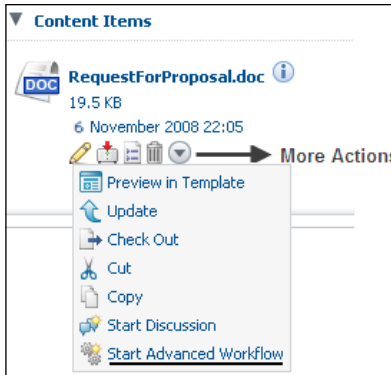 Content Items
DOC
RequestForProposal.doc
19.5 KB
6 November 2008 22:05
More Actions
Preview in Template
Update
Check Out
Cut
Copy
Start Discussion
Start Advanced Workflow